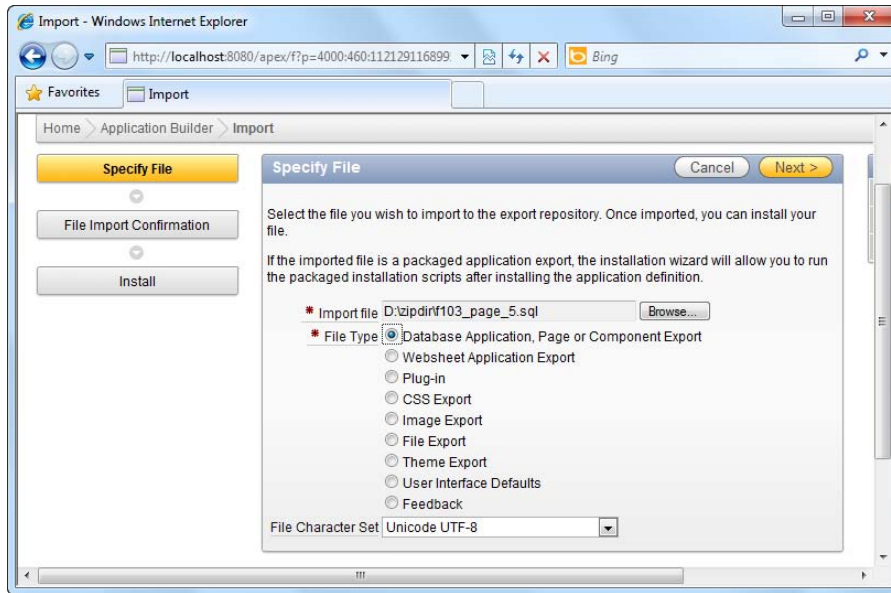 Import - Windows Internet Explorer
http://localhost:8080/apex/f?p=4000:460:112129116899
Bing
Favorites
Import
Home
Application Builder
Import
Specify File
File Import Confirmation
Install
Specify File
Cancel
Next >
Select the file you wish to import to the export repository. Once imported, you can install your
file.
If the imported file is a packaged application export, the installation wizard will allow you to run
the packaged installation scripts after installing the application definition.
* Import file D:\zipdir\f103_page_5.sql Browse...
* File Type Database Application, Page or Component Export
Websheet Application Export
Plug-in
CSS Export
Image Export
File Export
Theme Export
User Interface Defaults
Feedback
File Character Set Unicode UTF-8